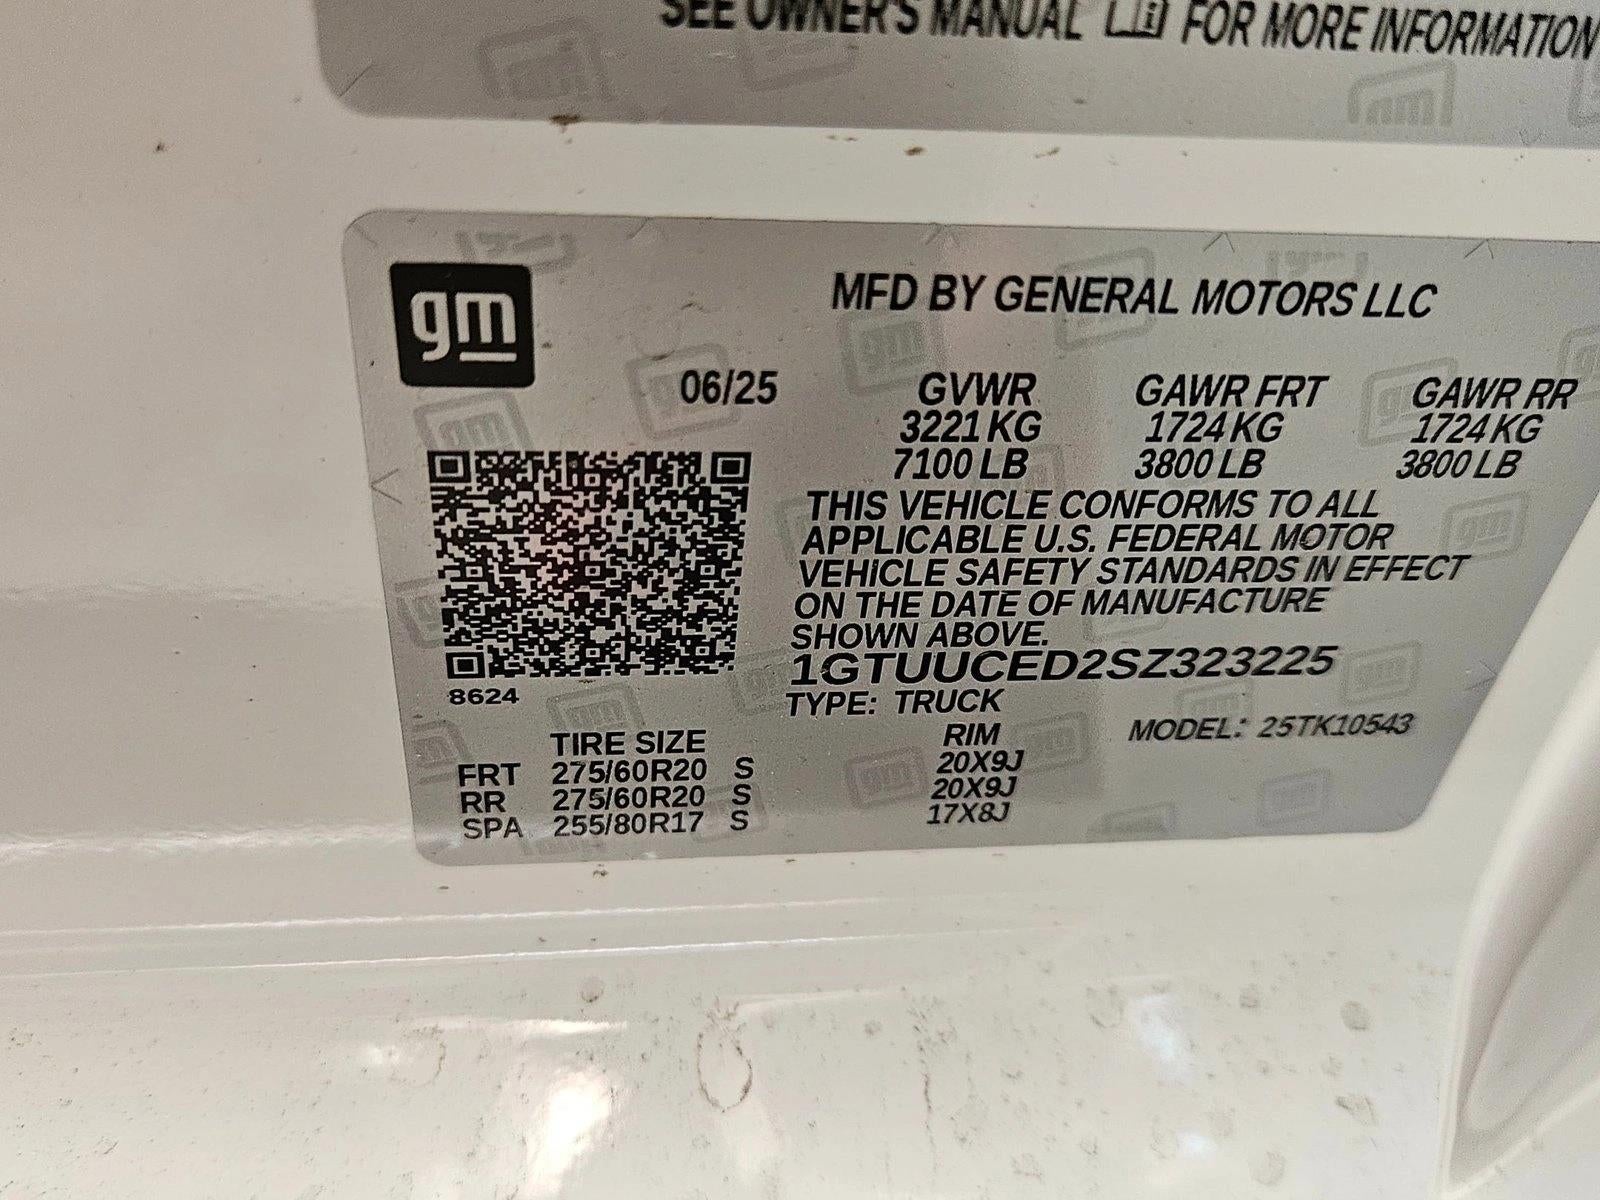 SEE OWNER'S MANUAL FOR MORE INFORMATION
gm
MFD BY GENERAL MOTORS LLC
06/25
GVWR GAWR FRT GAWR RR
3221 KG 1724 KG 1724 KG
7100 LB 3800 LB 3800 LB
THIS VEHICLE CONFORMS TO ALL
APPLICABLE U.S. FEDERAL MOTOR
VEHICLE SAFETY STANDARDS IN EFFECT
ON THE DATE OF MANUFACTURE
SHOWN ABOVE.
1GTUUCED2SZ323225
8624
TYPE: TRUCK
MODEL: 25TK10543
TIRE SIZE RIM
FRT 275/60R20 S 20X9J
RR 275/60R20 S 20X9J
SPA 255/80R17 S 17X8J